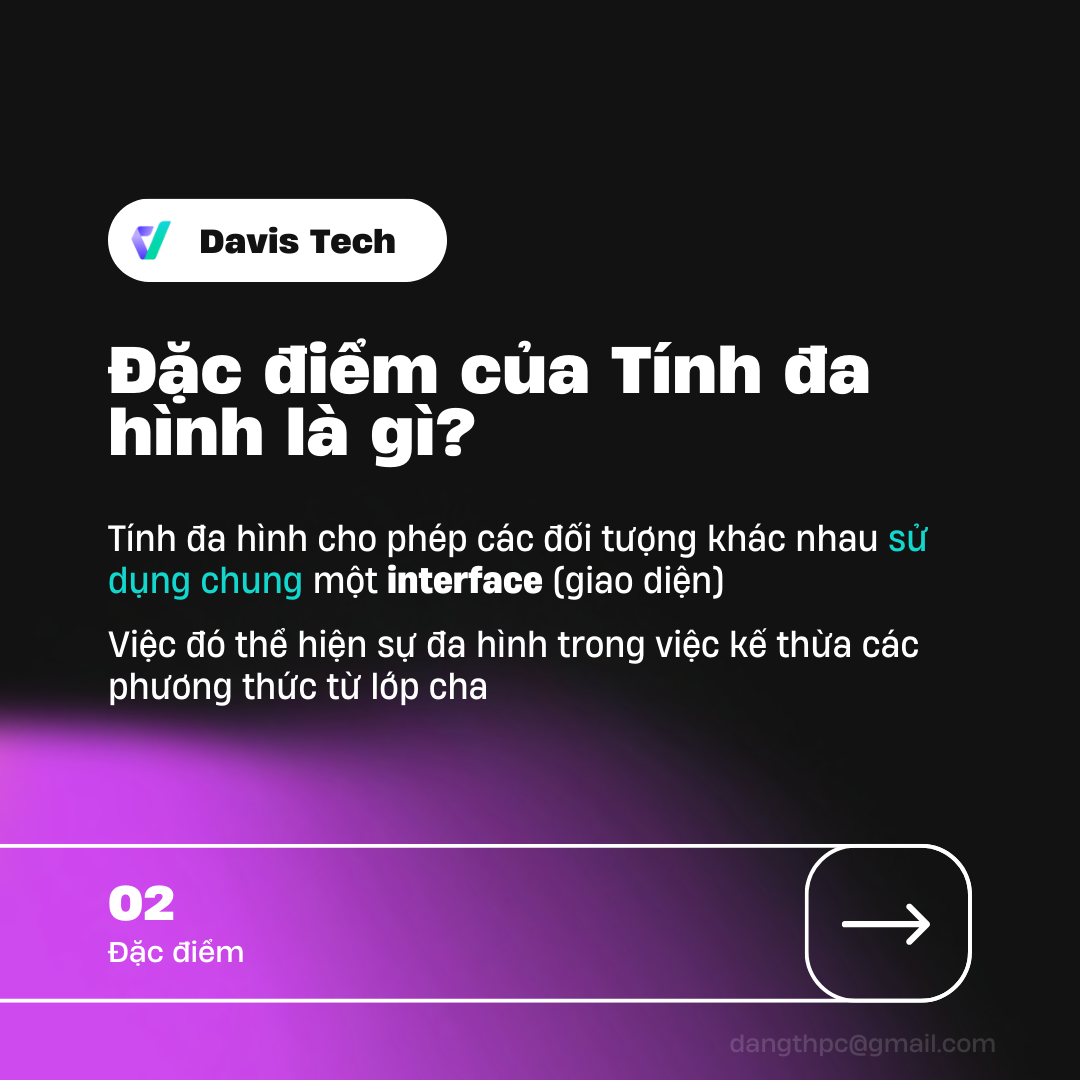 Davis Tech
Đặc điểm của Tính đa
hình là gì?
Tính đa hình cho phép các đối tượng khác nhau sử
dụng chung một interface (giao diện)
Việc đó thể hiện sự đa hình trong việc kế thừa các
phương thức từ lớp cha
02
Đặc điểm
dangthpc@gmail.com